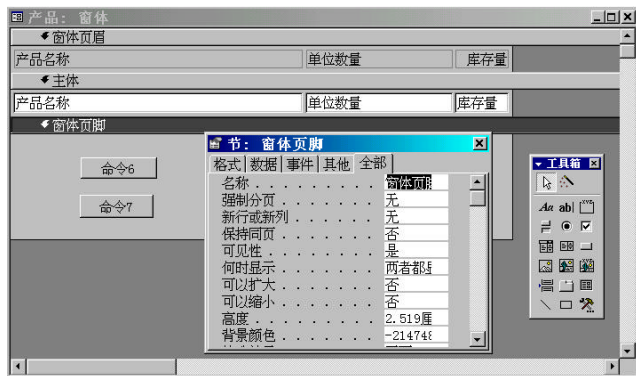 产品: 窗体
窗体页眉
产品名称 单位数量 库存量
主体
产品名称 单位数量 库存量
窗体页脚
命令6
命令7
节: 窗体页脚
格式 数据 事件 其他 全部
名称 . . . . . . . . . 窗体页
强制分页 . . . . . . . 无
新行或新列 . . . . . . 无
保持同页 . . . . . . . 否
可见性 . . . . . . . . 是
何时显示 . . . . . . . 两者都
可以扩大 . . . . . . . 否
可以缩小 . . . . . . . 否
高度 . . . . . . . . . 2.519厘
背景颜色 . . . . . . . -214748
工具箱
Aa ab|